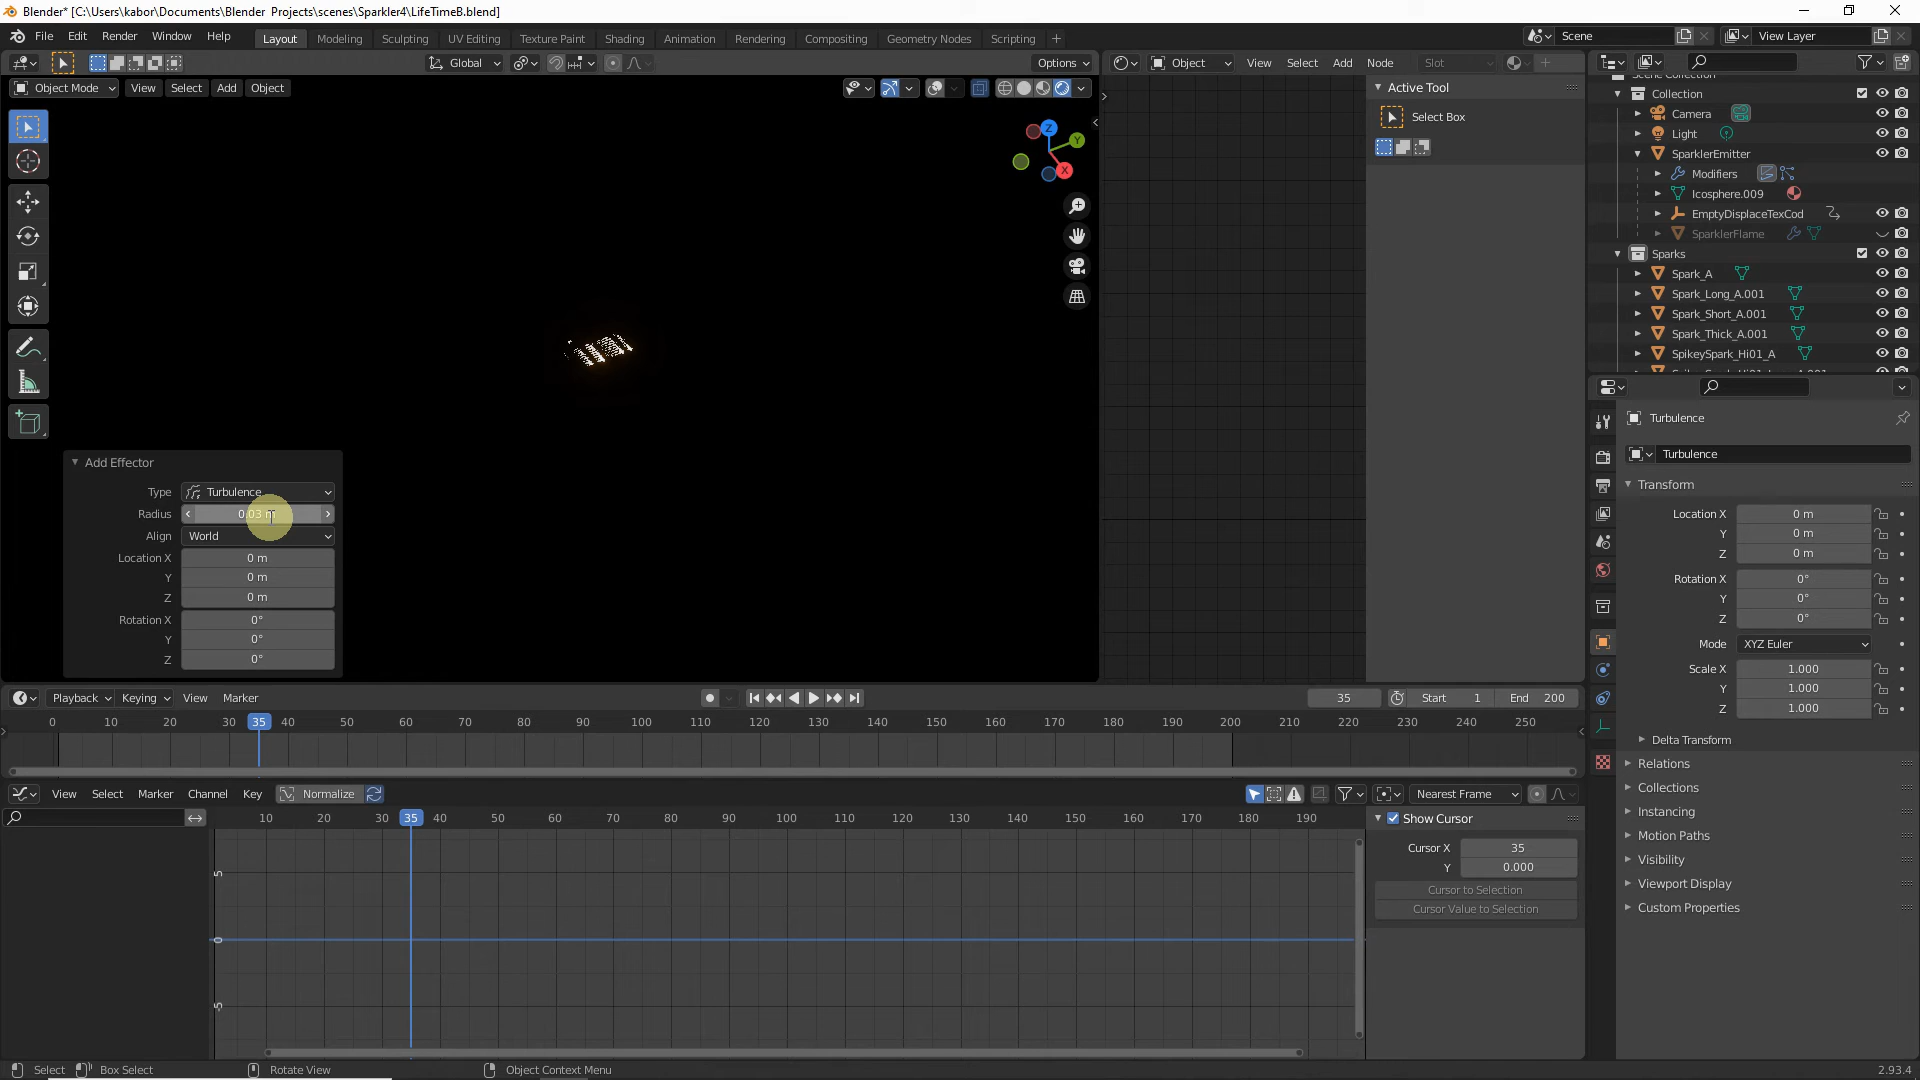 Blender* [C:\Users\kabor\Documents\Blender Projects\scenes\Sparkler4\LifeTimeB.blend]
File Edit Render Window Help Layout Modeling Sculpting UV Editing Texture Paint Shading Animation Rendering Compositing Geometry Nodes Scripting + Scene View Layer
Global Options Object View Select Add Node Slot
Object Mode View Select Add Object
Active Tool
Select Box
Z
Y
X
Scene Collection
Collection
Camera
Light
SparklerEmitter
Modifiers
Icosphere.009
EmptyDisplaceTexCod
SparklerFlame
Sparks
Spark_A
Spark_Long_A.001
Spark_Short_A.001
Spark_Thick_A.001
SpikeySpark_Hi01_A
Turbulence
Turbulence
Transform
Location X 0 m
Y 0 m
Z 0 m
Rotation X 0°
Y 0°
Z 0°
Mode XYZ Euler
Scale X 1.000
Y 1.000
Z 1.000
Delta Transform
Relations
Collections
Instancing
Motion Paths
Visibility
Viewport Display
Custom Properties
Add Effector
Type Turbulence
Radius 0.03 m
Align World
Location X 0 m
Y 0 m
Z 0 m
Rotation X 0°
Y 0°
Z 0°
Playback Keying View Marker 35 Start 1 End 200
0 10 20 30 35 40 50 60 70 80 90 100 110 120 130 140 150 160 170 180 190 200 210 220 230 240 250
View Select Marker Channel Key Normalize Nearest Frame
10 20 30 35 40 50 60 70 80 90 100 110 120 130 140 150 160 170 180 190
5
0
-5
Show Cursor
Cursor X 35
Y 0.000
Cursor to Selection
Cursor Value to Selection
Select Box Select Rotate View Object Context Menu 2.93.4